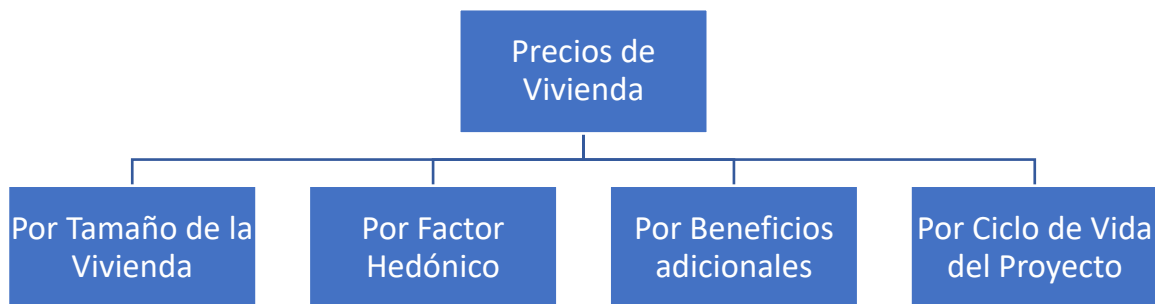 Precios de
Vivienda
Por Tamaño de la
Vivienda
Por Factor
Hedónico
Por Beneficios
adicionales
Por Ciclo de Vida
del Proyecto